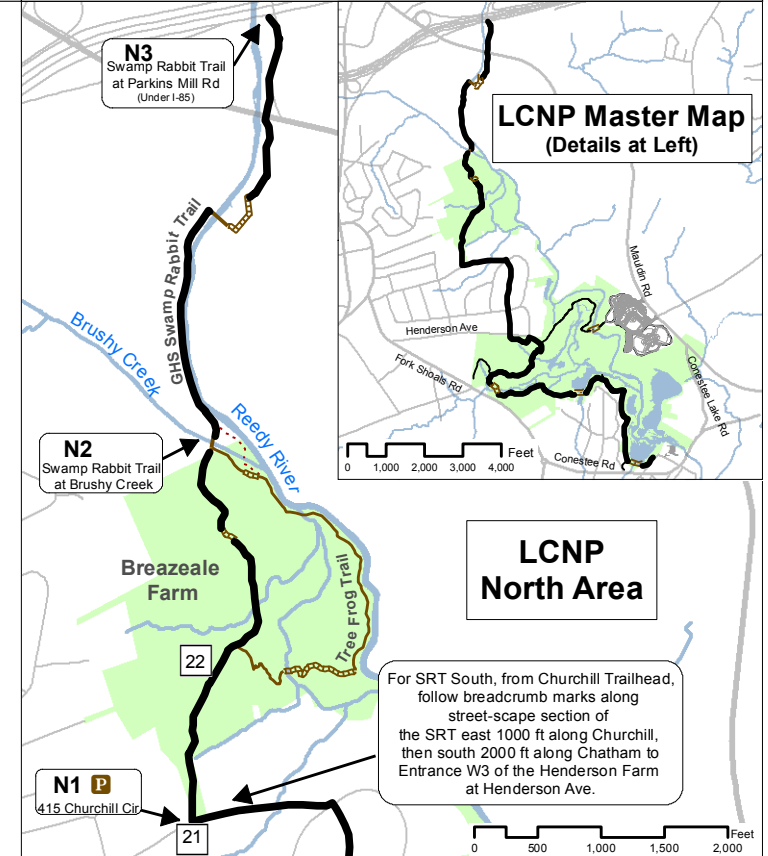 N3
Swamp Rabbit Trail
at Parkins Mill Rd
(Under I-85)
LCNP Master Map
(Details at Left)
Mauldin Rd
Henderson Ave
Fork Shoals Rd
Conestee Lake Rd
Conestee Rd
0 1,000 2,000 3,000 4,000 Feet
GHS Swamp Rabbit Trail
Brushy Creek
Reedy River
N2
Swamp Rabbit Trail
at Brushy Creek
LCNP
North Area
Breazeale
Farm
Tree Frog Trail
22
For SRT South, from Churchill Trailhead,
follow breadcrumb marks along
street-scape section of
the SRT east 1000 ft along Churchill,
then south 2000 ft along Chatham to
Entrance W3 of the Henderson Farm
at Henderson Ave.
N1 P
415 Churchill Cir
21
0 500 1,000 1,500 2,000 Feet